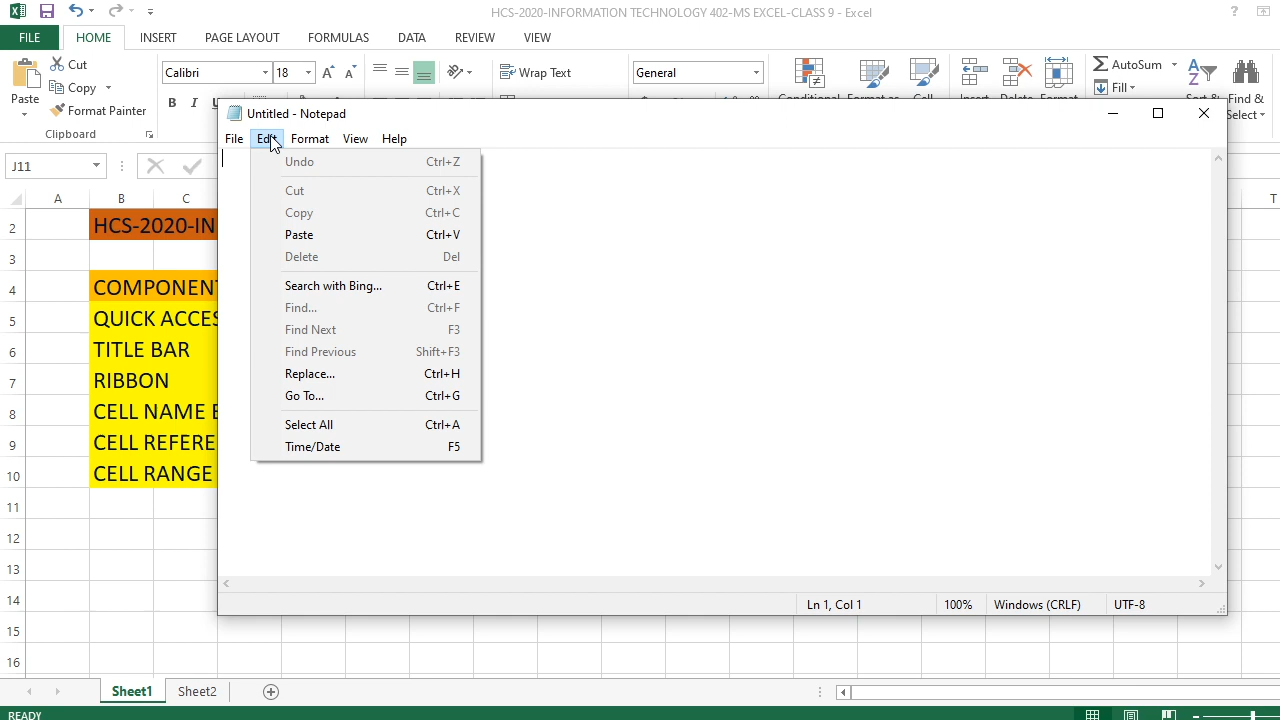 HCS-2020-INFORMATION TECHNOLOGY 402-MS EXCEL-CLASS 9 - Excel
FILE HOME INSERT PAGE LAYOUT FORMULAS DATA REVIEW VIEW
Cut
Copy
Format Painter
Paste
Clipboard
Calibri 18
Wrap Text
General
AutoSum
Fill
Find &
Select
Untitled - Notepad
File Edit Format View Help
Undo Ctrl+Z
Cut Ctrl+X
Copy Ctrl+C
Paste Ctrl+V
Delete Del
Search with Bing... Ctrl+E
Find... Ctrl+F
Find Next F3
Find Previous Shift+F3
Replace... Ctrl+H
Go To... Ctrl+G
Select All Ctrl+A
Time/Date F5
Ln 1, Col 1 100% Windows (CRLF) UTF-8
J11
A B C T
2 HCS-2020-IN
3
4 COMPONENT
5 QUICK ACCES
6 TITLE BAR
7 RIBBON
8 CELL NAME
9 CELL REFERE
10 CELL RANGE
11
12
13
14
15
16
Sheet1 Sheet2
READY